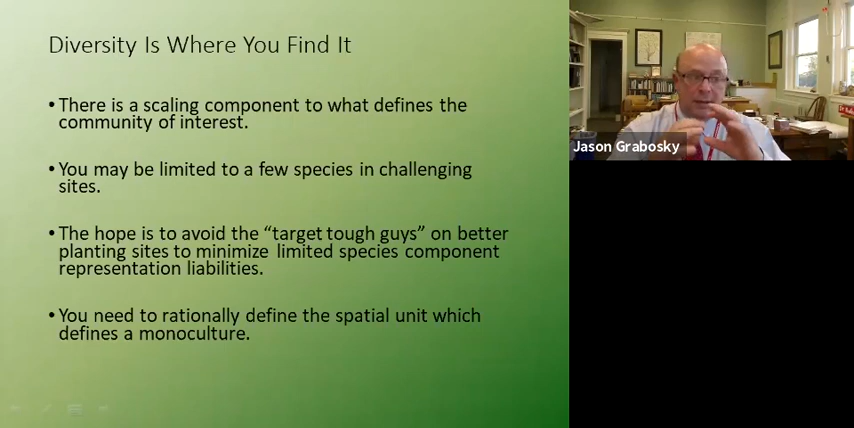 Diversity Is Where You Find It
• There is a scaling component to what defines the
community of interest.
• You may be limited to a few species in challenging
sites.
• The hope is to avoid the “target tough guys” on better
planting sites to minimize limited species component
representation liabilities.
• You need to rationally define the spatial unit which
defines a monoculture.
Jason Grabosky